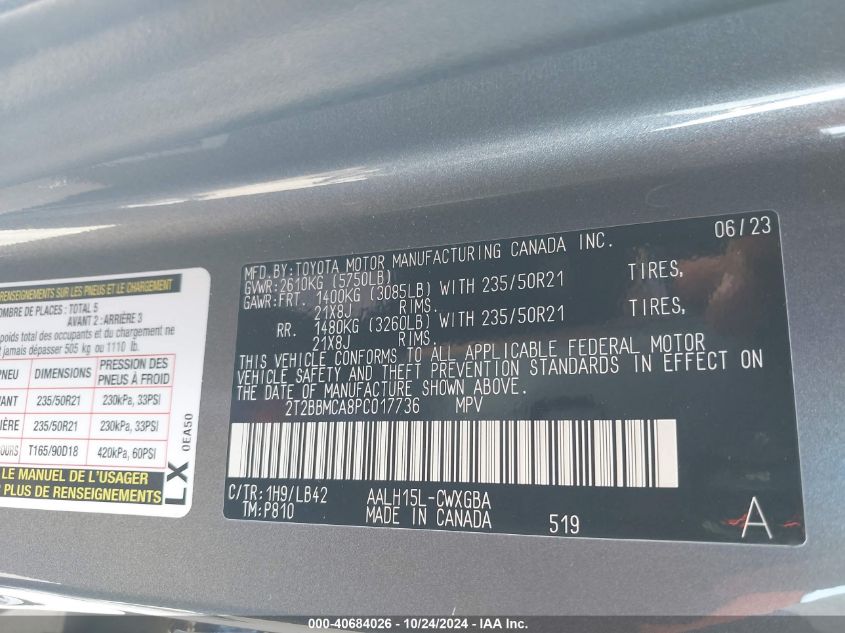 RENSEIGNEMENTS SUR LES PNEUS ET LE CHARGEMENT
OMBRE DE PLACES : TOTAL 5
AVANT 2 : ARRIÈRE 3
poids total des occupants et du chargement ne
t jamais dépasser 505 kg ou 1110 lb.
PNEU DIMENSIONS PRESSION DES PNEUS À FROID
VANT 235/50R21 230kPa, 33PSI
IÈRE 235/50R21 230kPa, 33PSI
OURS T165/90D18 420kPa, 60PSI
LE MANUEL DE L'USAGER
PLUS DE RENSEIGNEMENTS
LX 0EA50
06/23
MFD.BY:TOYOTA MOTOR MANUFACTURING CANADA INC.
GVWR:2610KG (5750LB)
GAWR:FRT. 1400KG (3085LB) WITH 235/50R21 TIRES,
21X8J RIMS.
RR. 1480KG (3260LB) WITH 235/50R21 TIRES,
21X8J RIMS.
THIS VEHICLE CONFORMS TO ALL APPLICABLE FEDERAL MOTOR
VEHICLE SAFETY AND THEFT PREVENTION STANDARDS IN EFFECT ON
THE DATE OF MANUFACTURE SHOWN ABOVE.
2T2BBMCA8PC017736 MPV
C/TR:1H9/LB42 AALH15L-CWXGBA
TM:P810 MADE IN CANADA 519 A
000-40684026 - 10/24/2024 - IAA Inc.